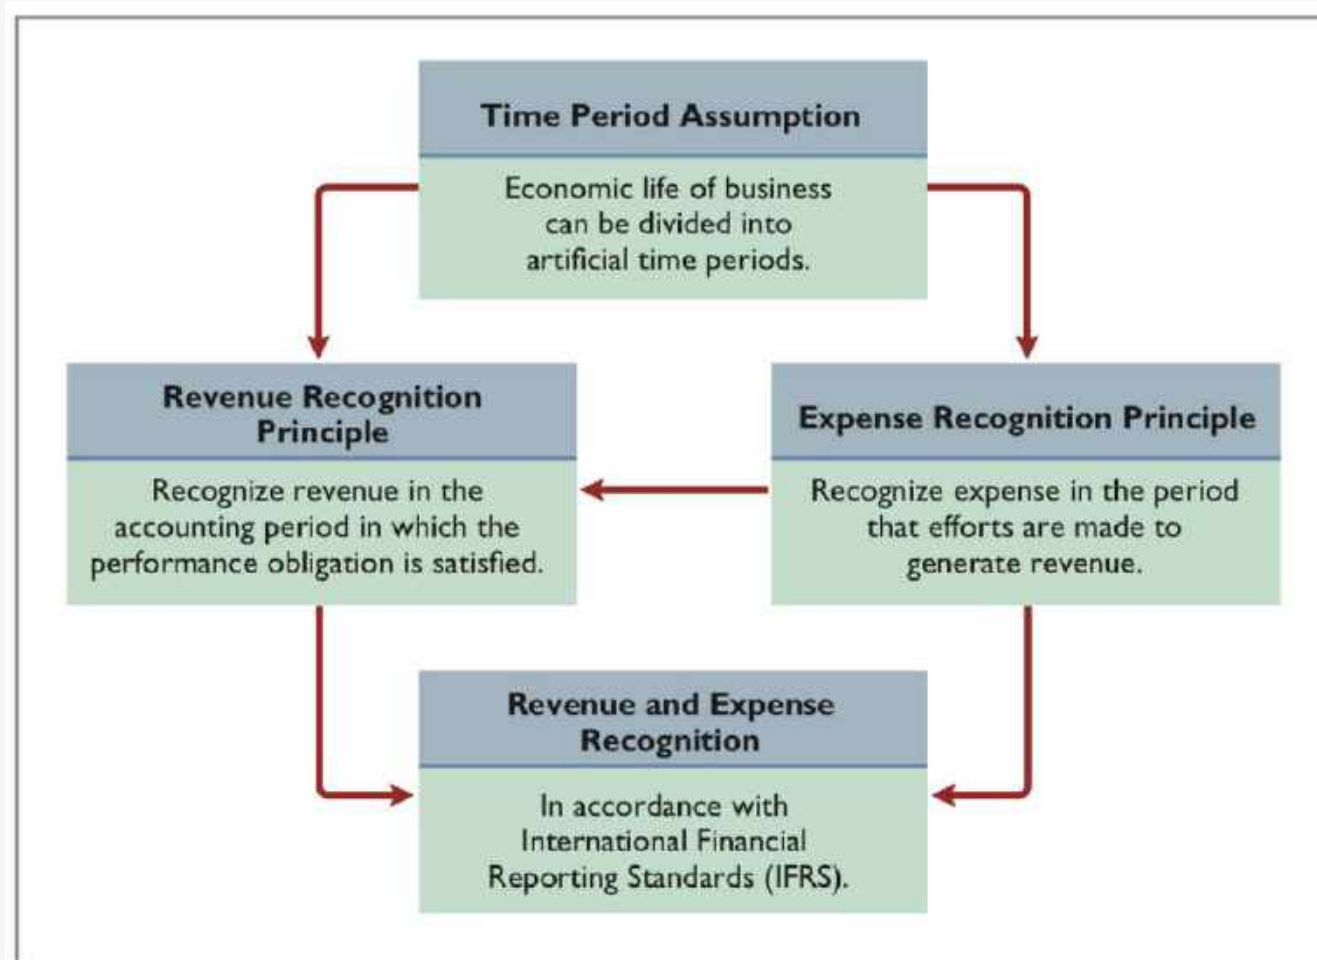 Time Period Assumption
Economic life of business
can be divided into
artificial time periods.
Revenue Recognition
Principle
Recognize revenue in the
accounting period in which the
performance obligation is satisfied.
Expense Recognition Principle
Recognize expense in the period
that efforts are made to
generate revenue.
Revenue and Expense
Recognition
In accordance with
International Financial
Reporting Standards (IFRS).